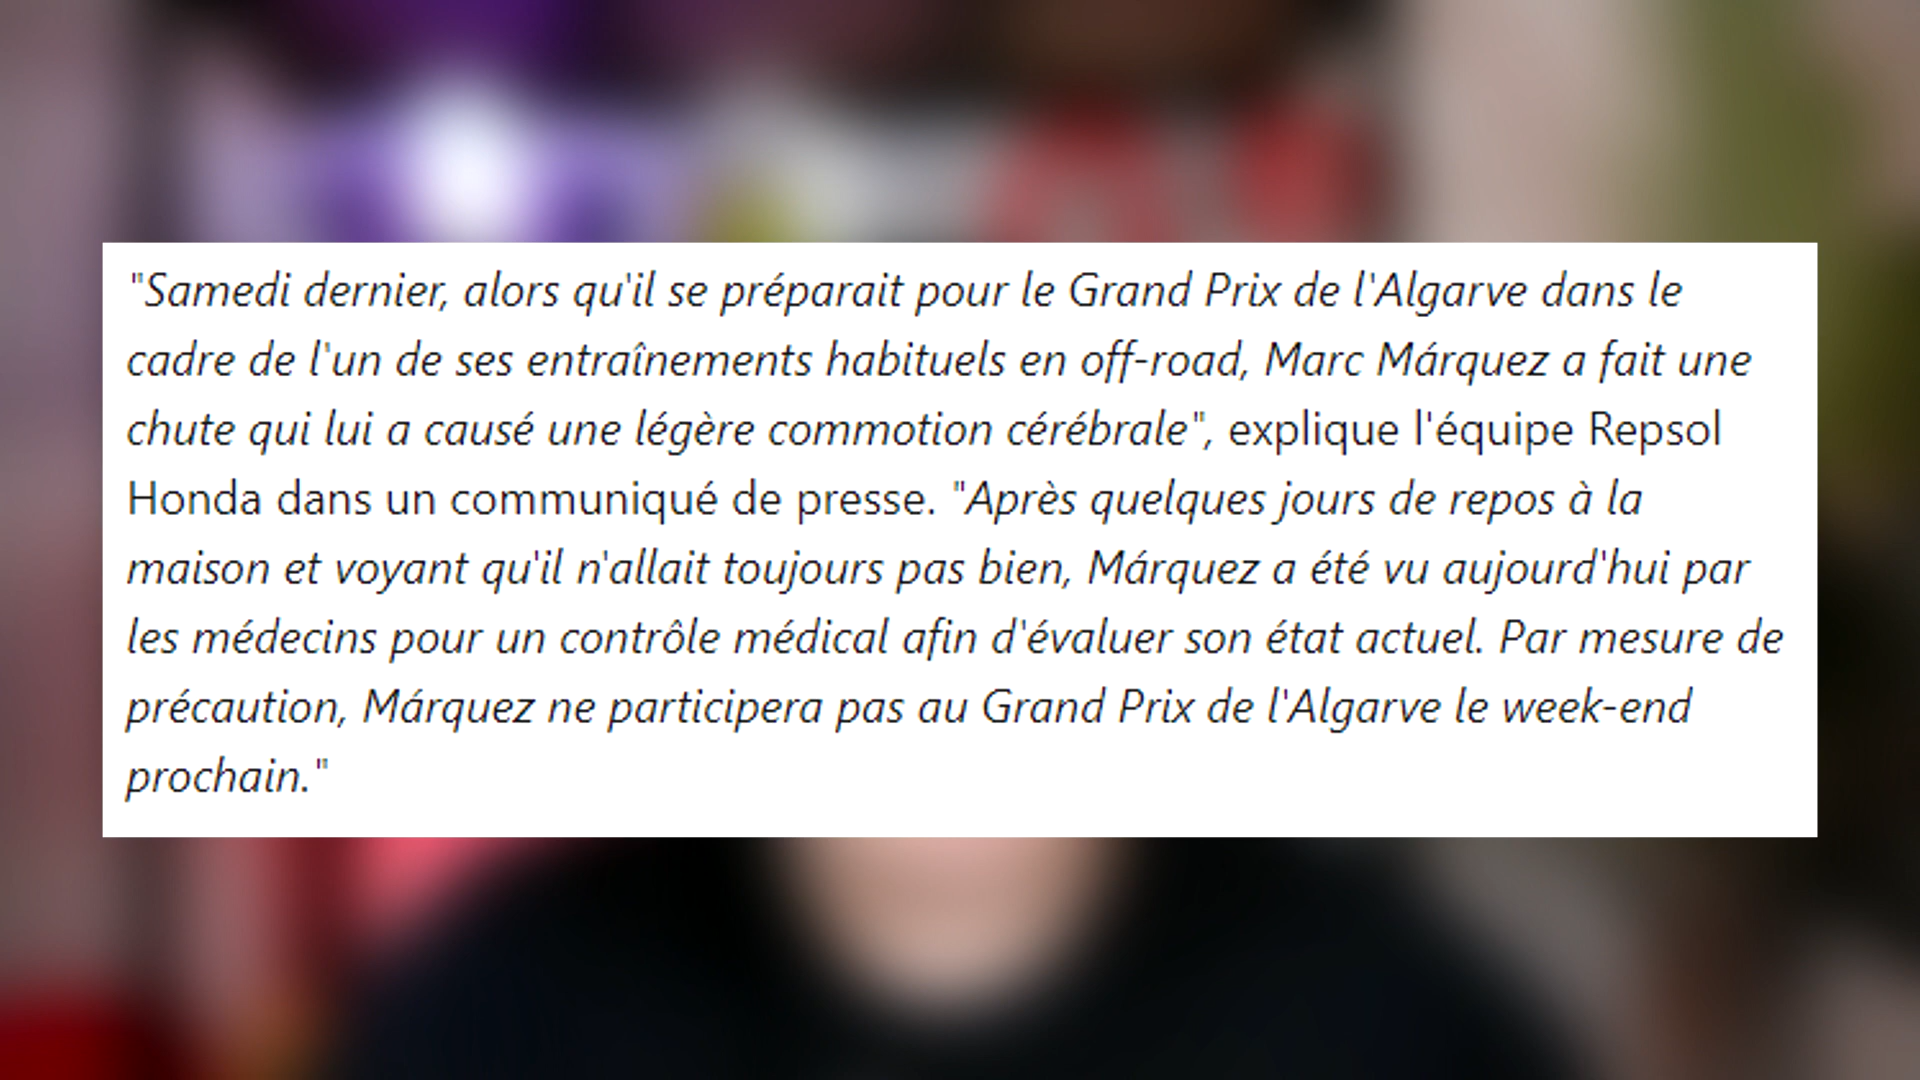 "Samedi dernier, alors qu'il se préparait pour le Grand Prix de l'Algarve dans le
cadre de l'un de ses entraînements habituels en off-road, Marc Márquez a fait une
chute qui lui a causé une légère commotion cérébrale", explique l'équipe Repsol
Honda dans un communiqué de presse. "Après quelques jours de repos à la
maison et voyant qu'il n'allait toujours pas bien, Márquez a été vu aujourd'hui par
les médecins pour un contrôle médical afin d'évaluer son état actuel. Par mesure de
précaution, Márquez ne participera pas au Grand Prix de l'Algarve le week-end
prochain."